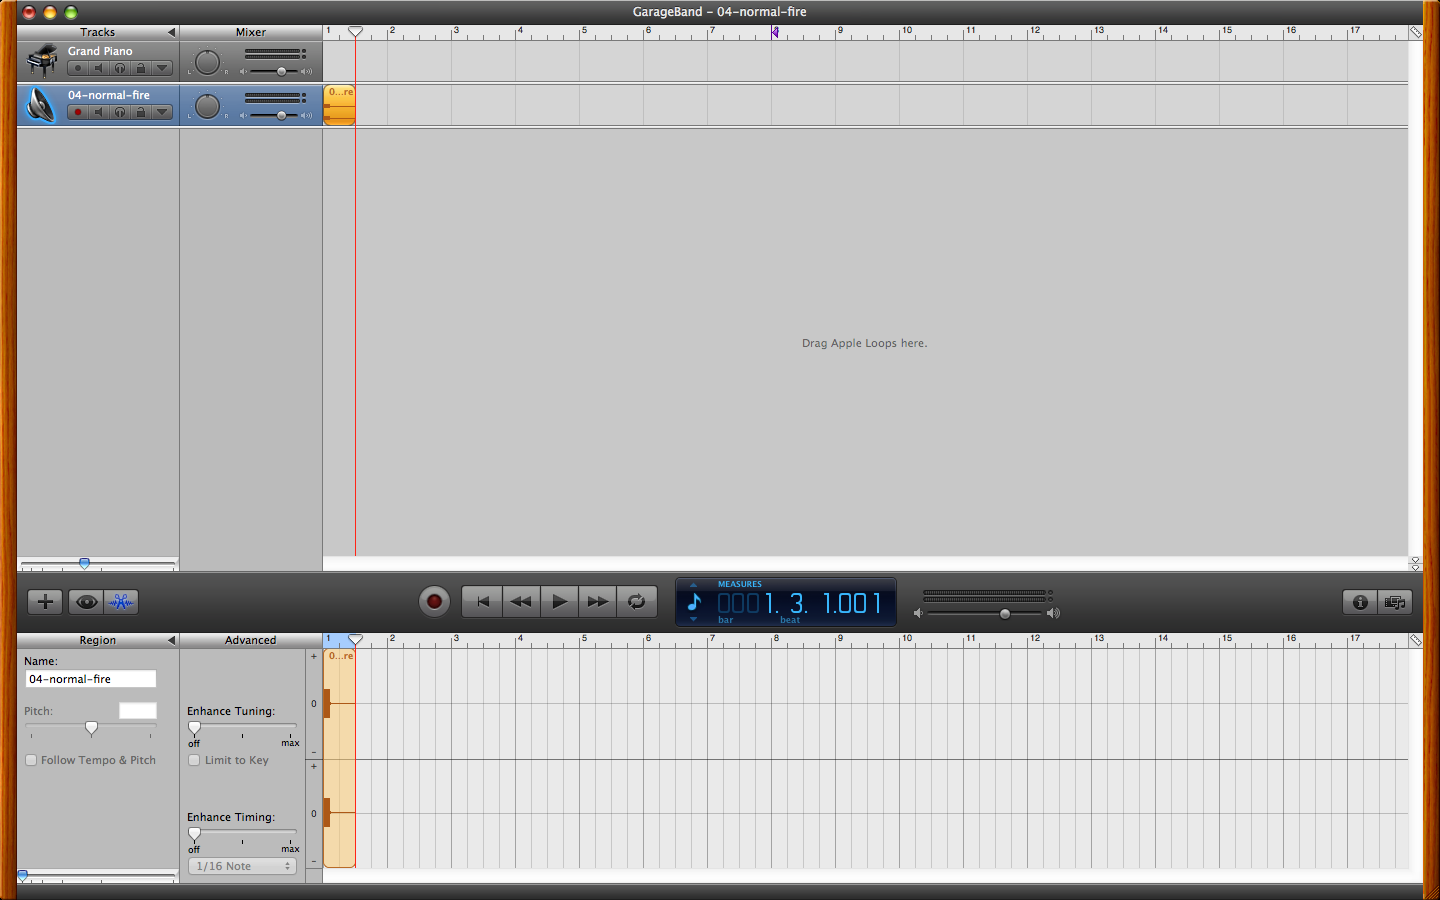 GarageBand - 04-normal-fire
Tracks Mixer 1 2 3 4 5 6 7 8 9 10 11 12 13 14 15 16 17
Grand Piano
L R
04-normal-fire
L R
0...re
Drag Apple Loops here.
MEASURES
0001. 3. 1.001
bar beat
Region Advanced 1 2 3 4 5 6 7 8 9 10 11 12 13 14 15 16 17
Name:
04-normal-fire
Pitch:
Follow Tempo & Pitch
Enhance Tuning:
off max
Limit to Key
Enhance Timing:
off max
1/16 Note
+
0
-
+
0
-
0...re